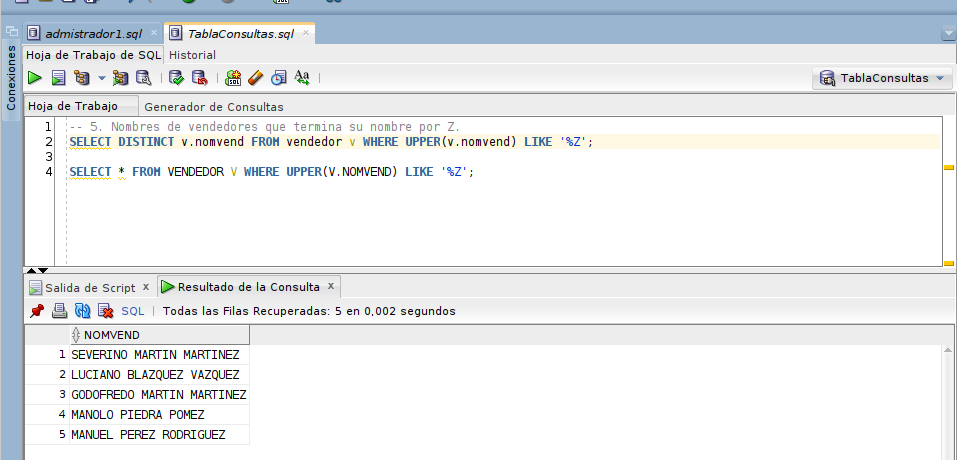 admistrador1.sql TablaConsultas.sql
Conexiones
Hoja de Trabajo de SQL Historial
TablaConsultas
Hoja de Trabajo Generador de Consultas
1 -- 5. Nombres de vendedores que termina su nombre por Z.
2 SELECT DISTINCT v.nomvend FROM vendedor v WHERE UPPER(v.nomvend) LIKE '%Z';
3
4 SELECT * FROM VENDEDOR V WHERE UPPER(V.NOMVEND) LIKE '%Z';
Salida de Script x Resultado de la Consulta x
SQL | Todas las Filas Recuperadas: 5 en 0,002 segundos
NOMVEND
1 SEVERINO MARTIN MARTINEZ
2 LUCIANO BLAZQUEZ VAZQUEZ
3 GODOFREDO MARTIN MARTINEZ
4 MANOLO PIEDRA POMEZ
5 MANUEL PEREZ RODRIGUEZ